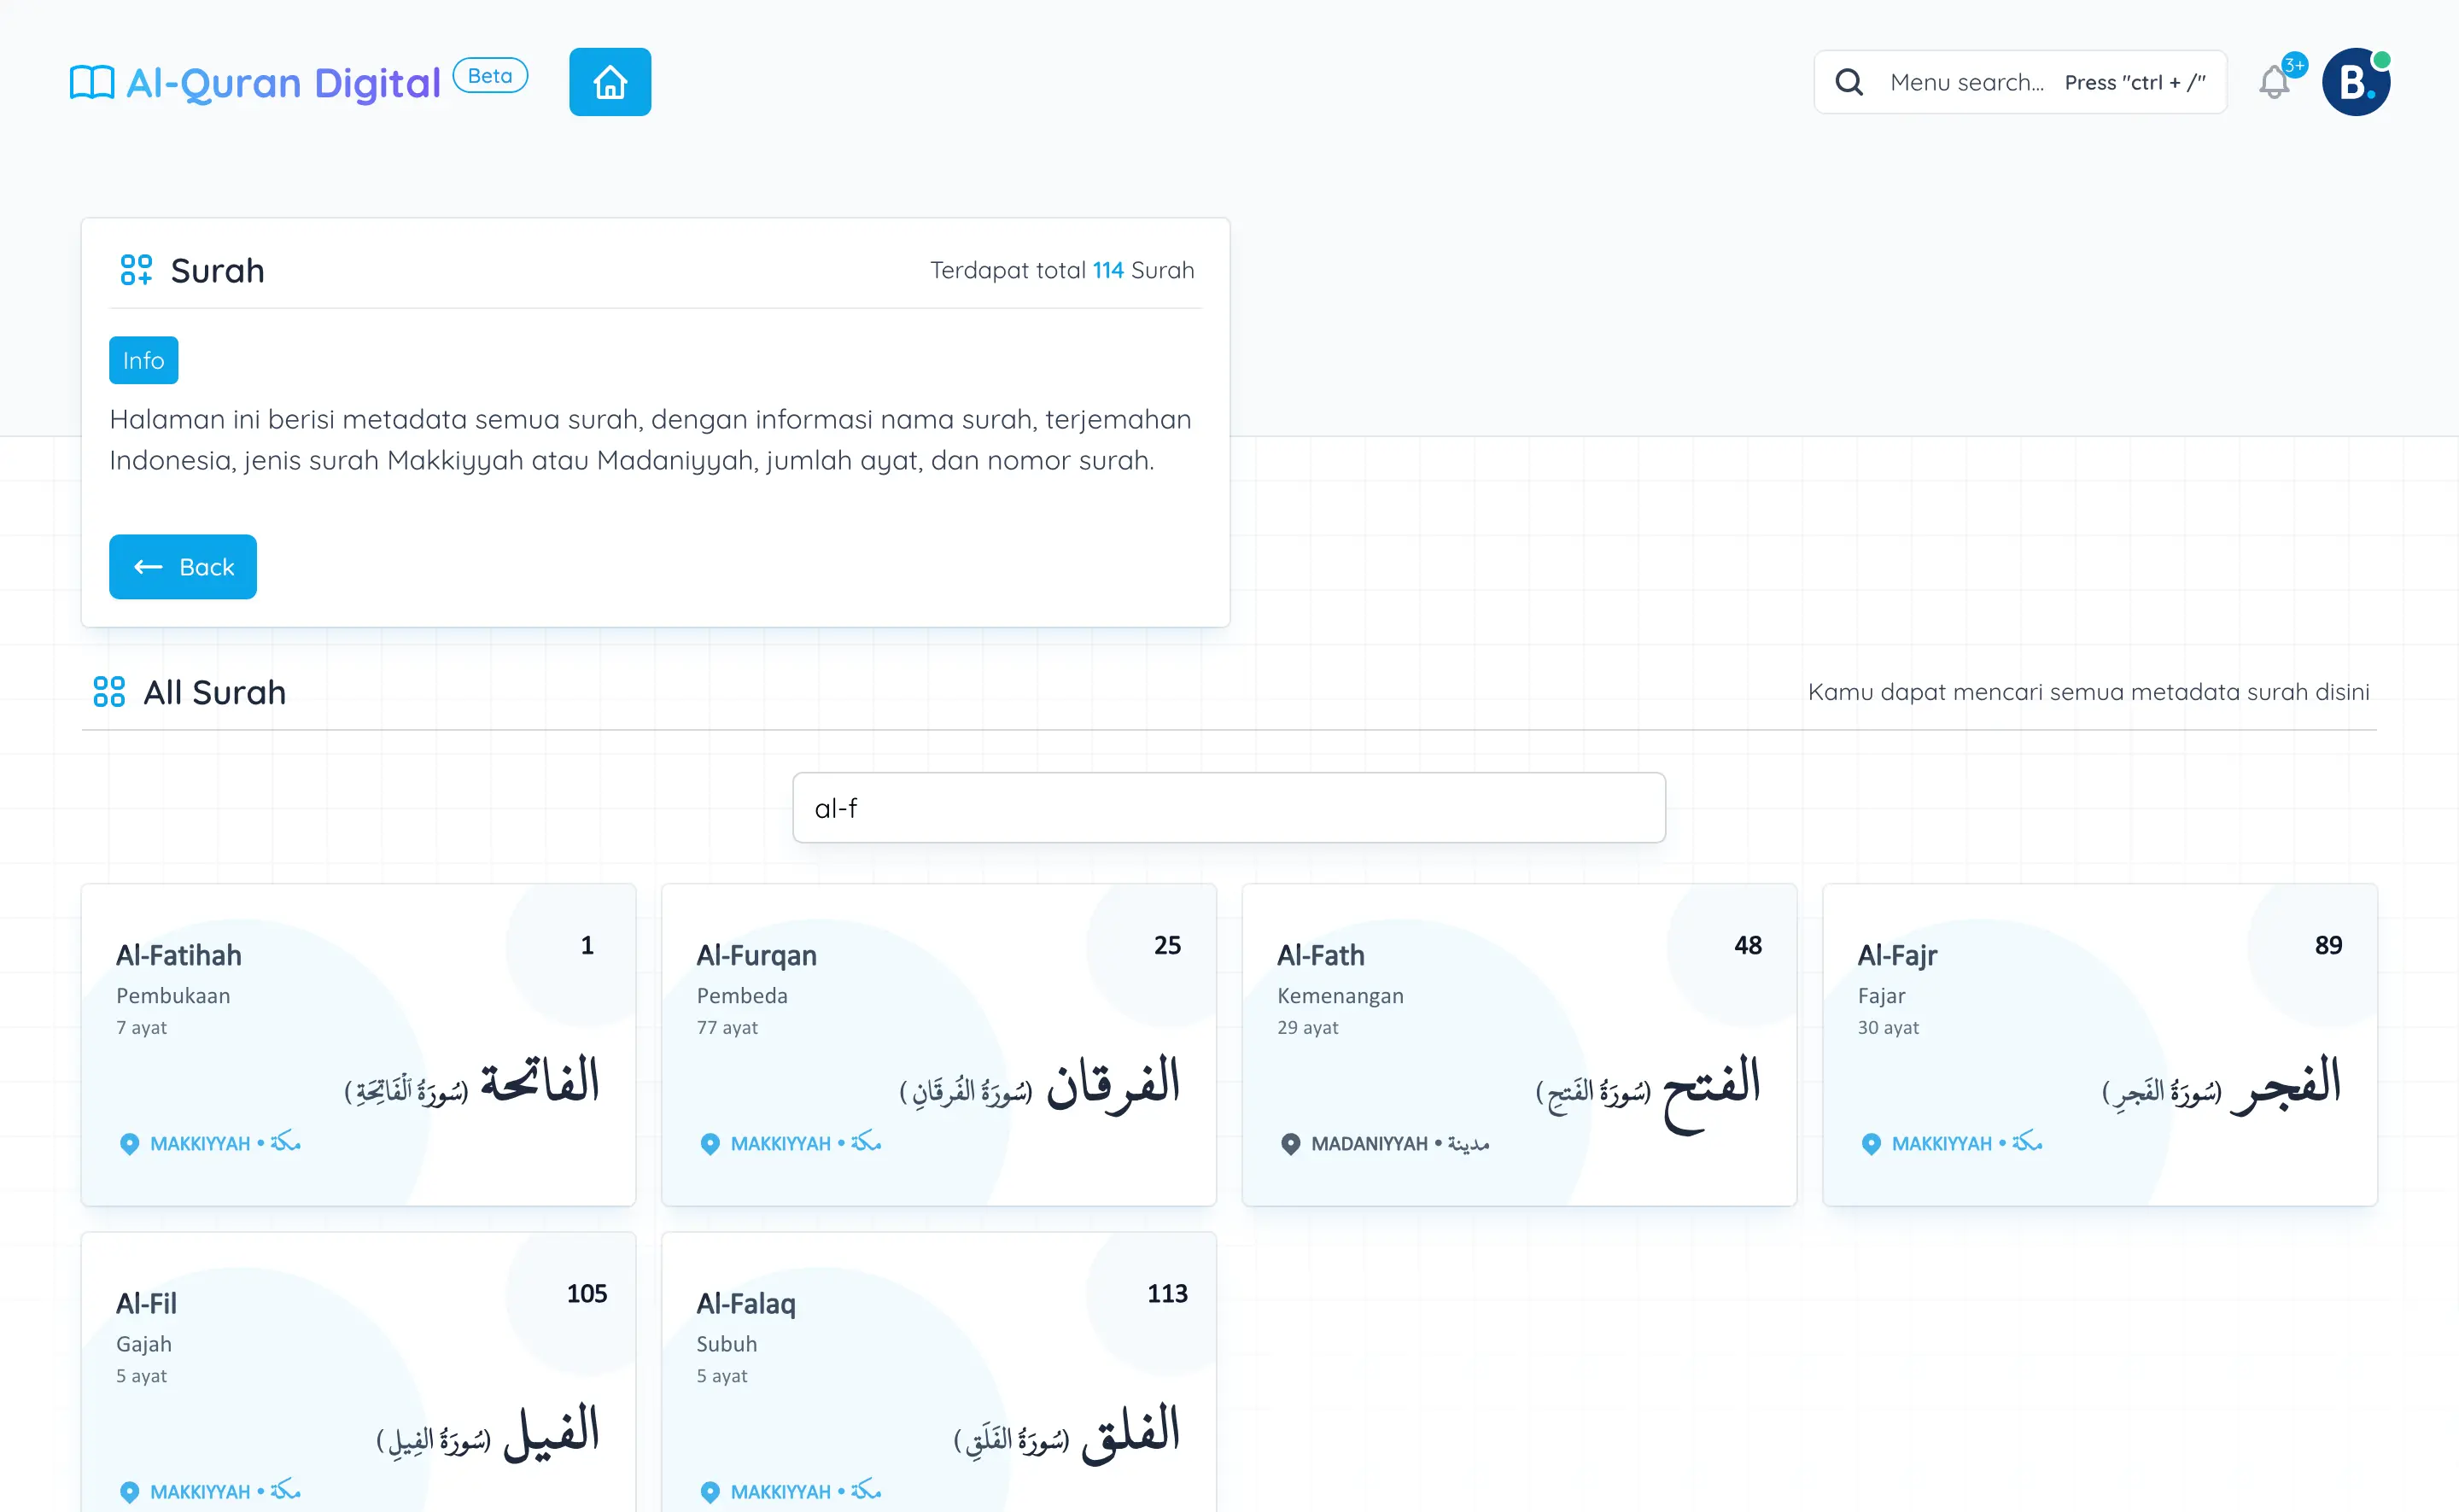 Al-Quran Digital Beta
Menu search... Press "ctrl + /"
3+
B.
Surah
Terdapat total 114 Surah
Info
Halaman ini berisi metadata semua surah, dengan informasi nama surah, terjemahan
Indonesia, jenis surah Makkiyyah atau Madaniyyah, jumlah ayat, dan nomor surah.
Back
All Surah
Kamu dapat mencari semua metadata surah disini
al-f
Al-Fatihah
1
Pembukaan
7 ayat
الفاتحة (سُورَةُ ٱلْفَاتِحَةِ)
MAKKIYYAH • مكة
Al-Furqan
25
Pembeda
77 ayat
الفرقان (سُورَةُ الفُرقَانِ)
MAKKIYYAH • مكة
Al-Fath
48
Kemenangan
29 ayat
الفتح (سُورَةُ الفَتحِ)
MADANIYYAH • مدينة
Al-Fajr
89
Fajar
30 ayat
الفجر (سُورَةُ الفَجرِ)
MAKKIYYAH • مكة
Al-Fil
105
Gajah
5 ayat
الفيل (سُورَةُ الفِيلِ)
MAKKIYYAH • مكة
Al-Falaq
113
Subuh
5 ayat
الفلق (سُورَةُ الفَلَقِ)
MAKKIYYAH • مكة